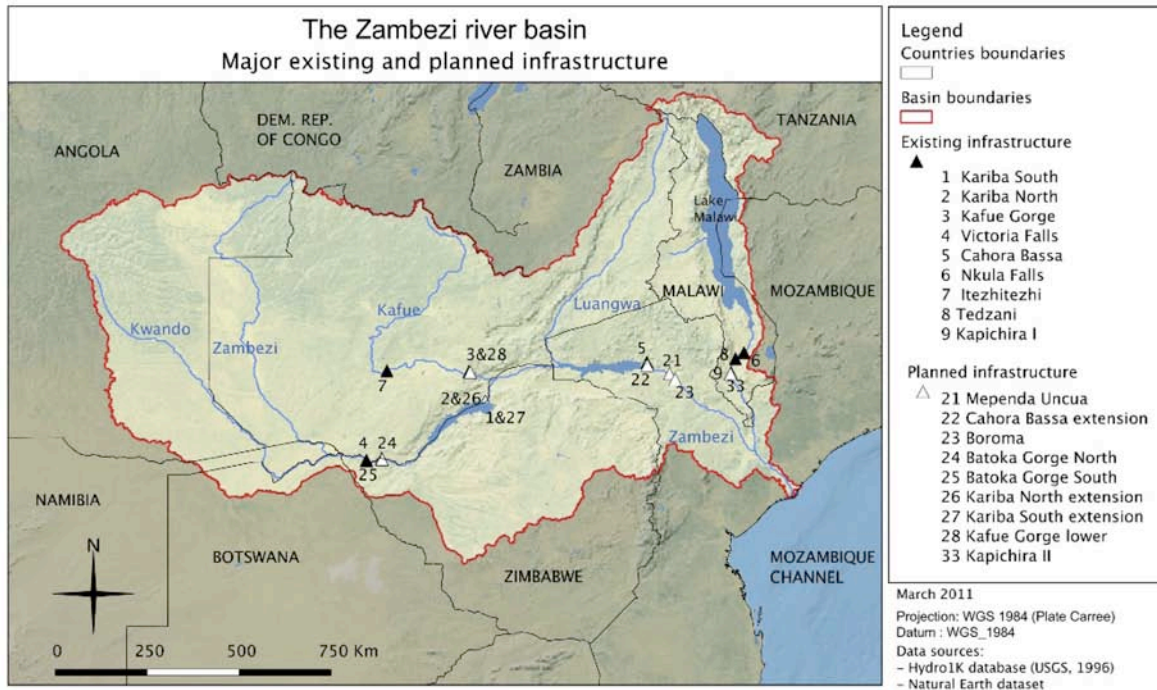 The Zambezi river basin
Major existing and planned infrastructure
ANGOLA
DEM. REP.
OF CONGO
ZAMBIA
TANZANIA
Lake
Malawi
Kwando
Zambezi
Kafue
Luangwa
MALAWI
MOZAMBIQUE
7
3&28
2&26
1&27
5
22
21
23
8
6
9
33
4
24
25
Zambezi
NAMIBIA
BOTSWANA
ZIMBABWE
MOZAMBIQUE
CHANNEL
N
0 250 500 750 Km
Legend
Countries boundaries
Basin boundaries
Existing infrastructure
1 Kariba South
2 Kariba North
3 Kafue Gorge
4 Victoria Falls
5 Cahora Bassa
6 Nkula Falls
7 Itezhitezhi
8 Tedzani
9 Kapichira I
Planned infrastructure
21 Mependa Uncua
22 Cahora Bassa extension
23 Boroma
24 Batoka Gorge North
25 Batoka Gorge South
26 Kariba North extension
27 Kariba South extension
28 Kafue Gorge lower
33 Kapichira II
March 2011
Projection: WGS 1984 (Plate Carree)
Datum : WGS_1984
Data sources:
– Hydro1K database (USGS, 1996)
– Natural Earth dataset